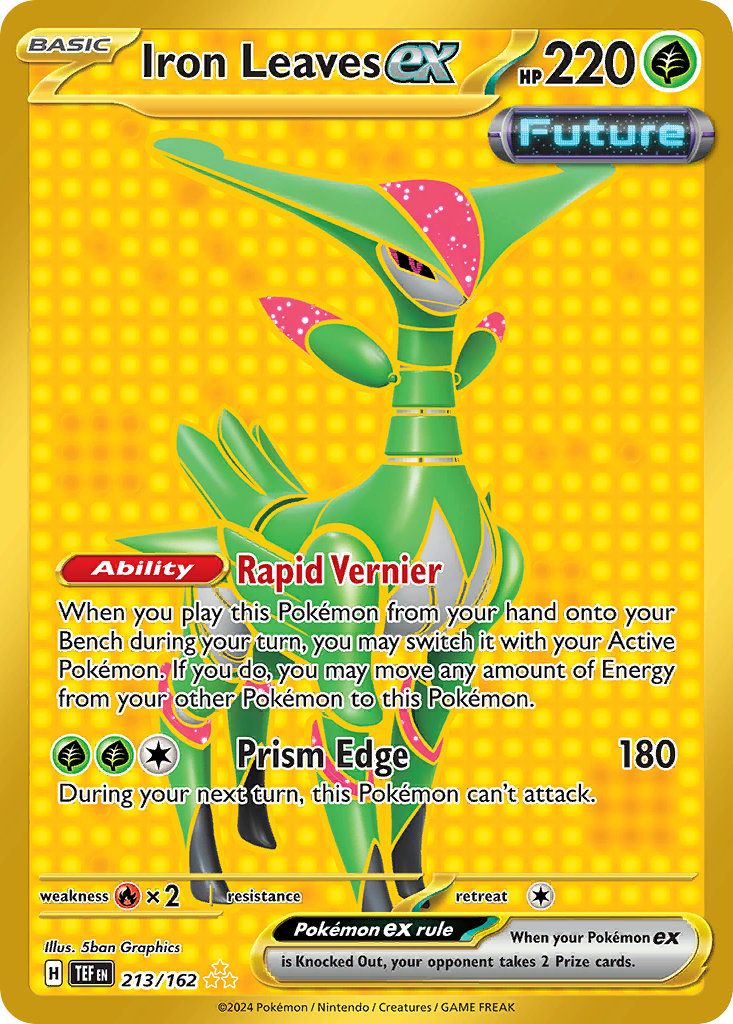 BASIC Iron Leaves ex HP 220
Future
Ability Rapid Vernier
When you play this Pokémon from your hand onto your
Bench during your turn, you may switch it with your Active
Pokémon. If you do, you may move any amount of Energy
from your other Pokémon to this Pokémon.
Prism Edge 180
During your next turn, this Pokémon can't attack.
weakness ×2 resistance retreat
Pokémon ex rule When your Pokémon ex
is Knocked Out, your opponent takes 2 Prize cards.
Illus. 5ban Graphics
H TEF EN 213/162
©2024 Pokémon / Nintendo / Creatures / GAME FREAK